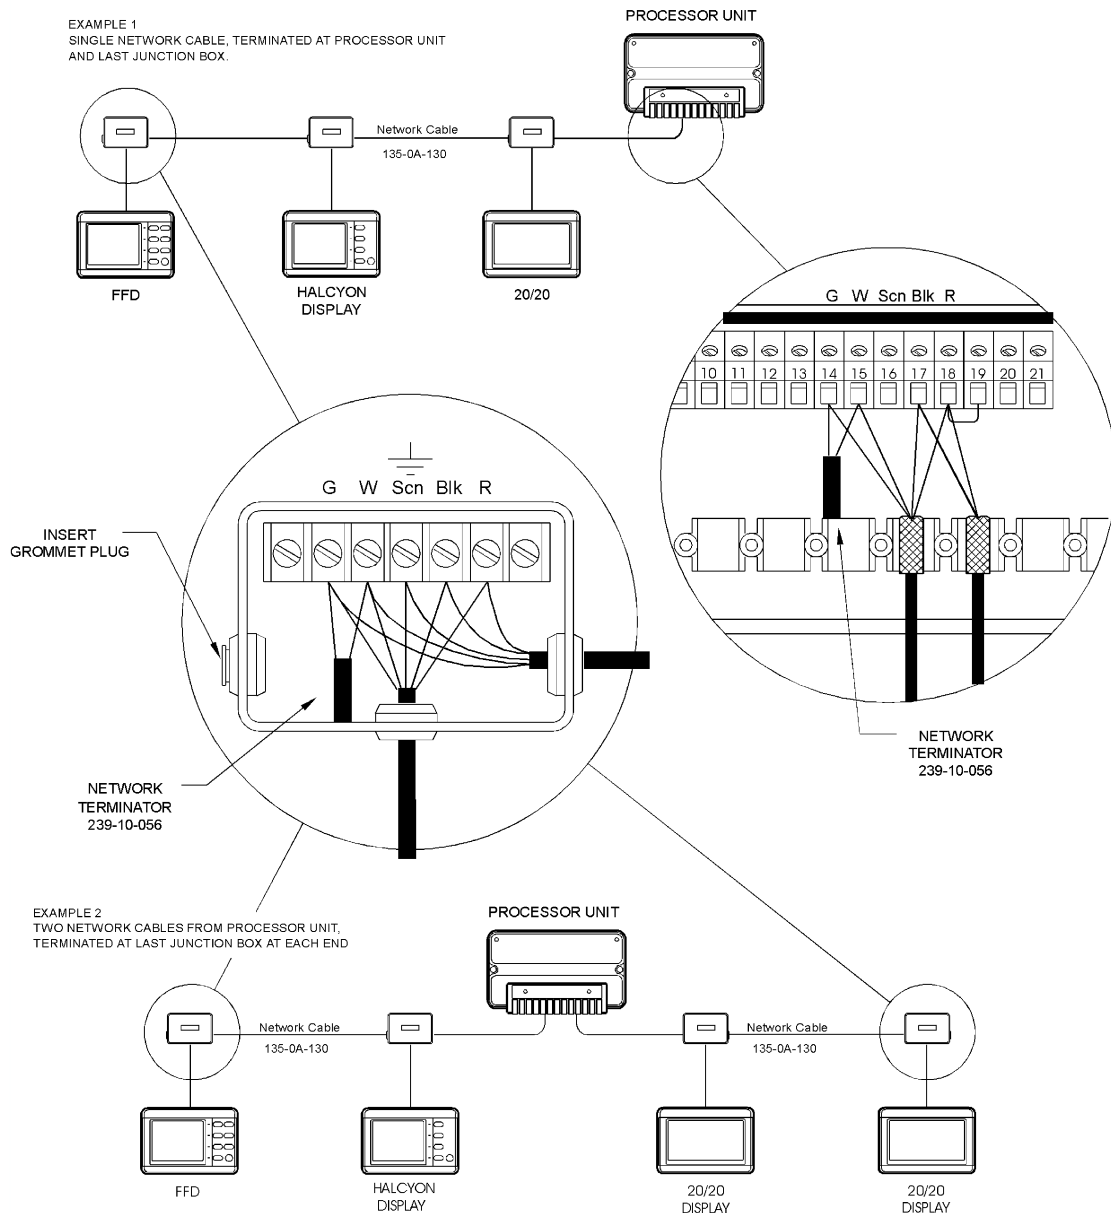 EXAMPLE 1
SINGLE NETWORK CABLE, TERMINATED AT PROCESSOR UNIT
AND LAST JUNCTION BOX.
PROCESSOR UNIT
Network Cable
135-0A-130
FFD
HALCYON
DISPLAY
20/20
G W Scn Blk R
10 11 12 13 14 15 16 17 18 19 20 21
G W Scn Blk R
INSERT
GROMMET PLUG
NETWORK
TERMINATOR
239-10-056
NETWORK
TERMINATOR
239-10-056
EXAMPLE 2
TWO NETWORK CABLES FROM PROCESSOR UNIT,
TERMINATED AT LAST JUNCTION BOX AT EACH END
PROCESSOR UNIT
Network Cable
135-0A-130
Network Cable
135-0A-130
FFD
HALCYON
DISPLAY
20/20
DISPLAY
20/20
DISPLAY